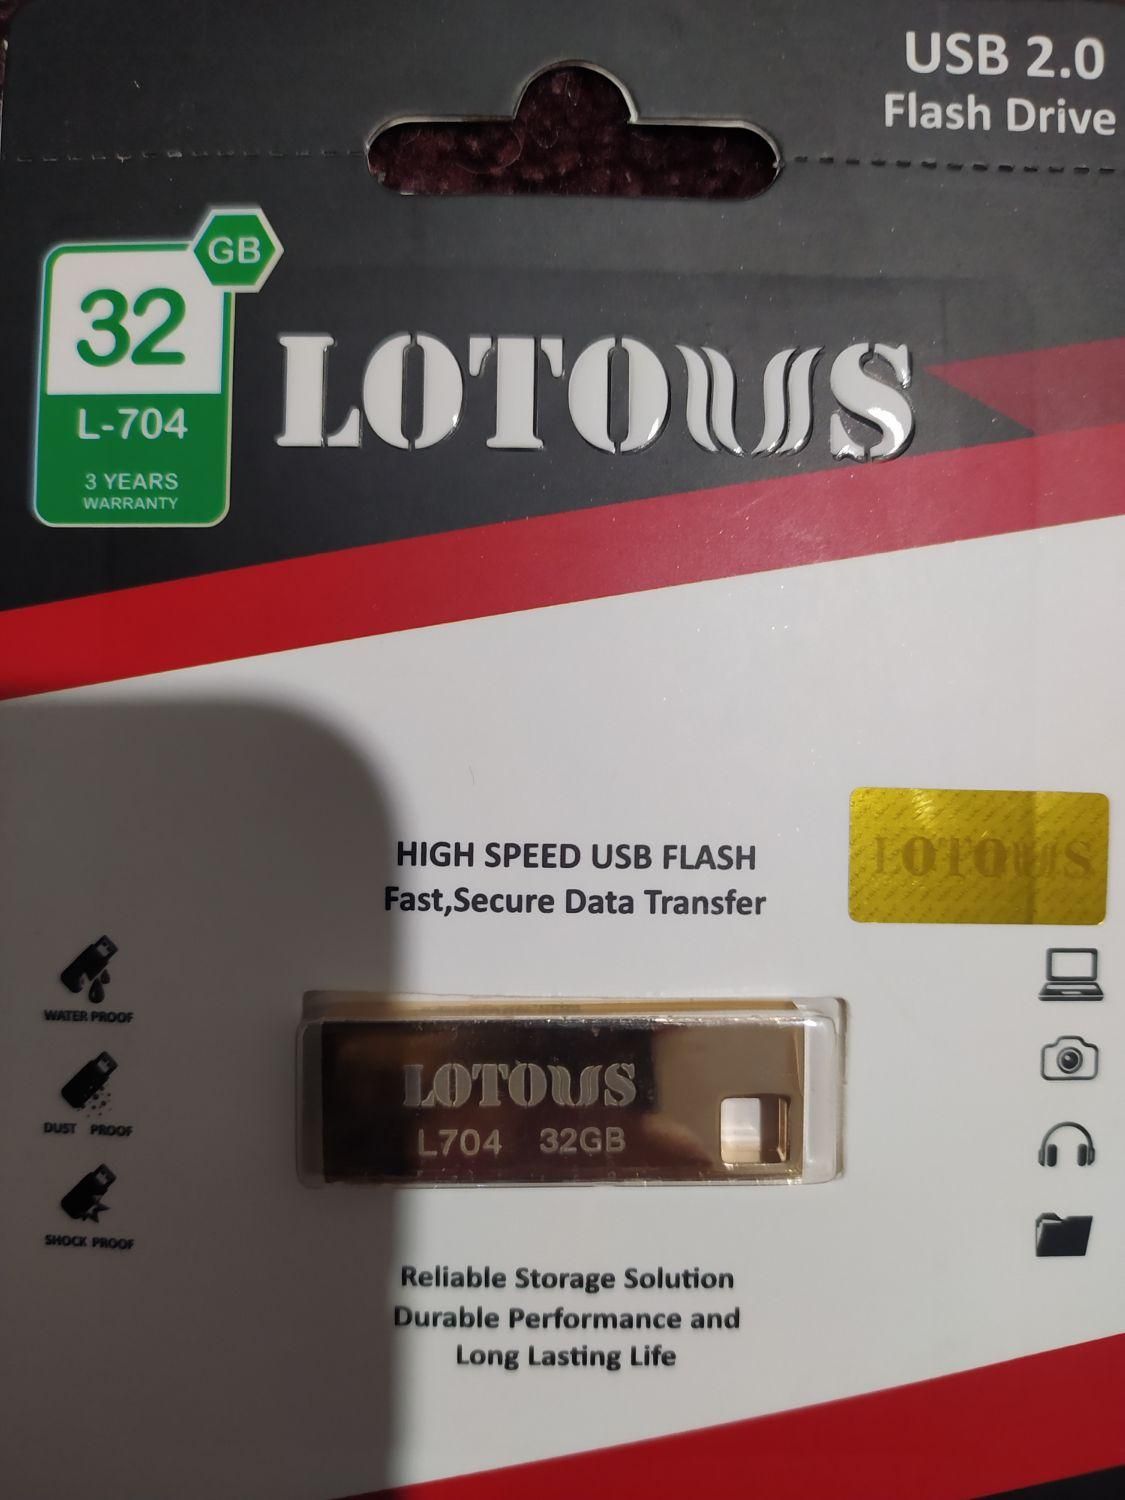 USB 2.0
Flash Drive
GB
32
L-704
3 YEARS
WARRANTY
LOTOUS
HIGH SPEED USB FLASH
Fast,Secure Data Transfer
LOTOUS
WATER PROOF
DUST PROOF
SHOCK PROOF
LOTOUS
L704 32GB
Reliable Storage Solution
Durable Performance and
Long Lasting Life